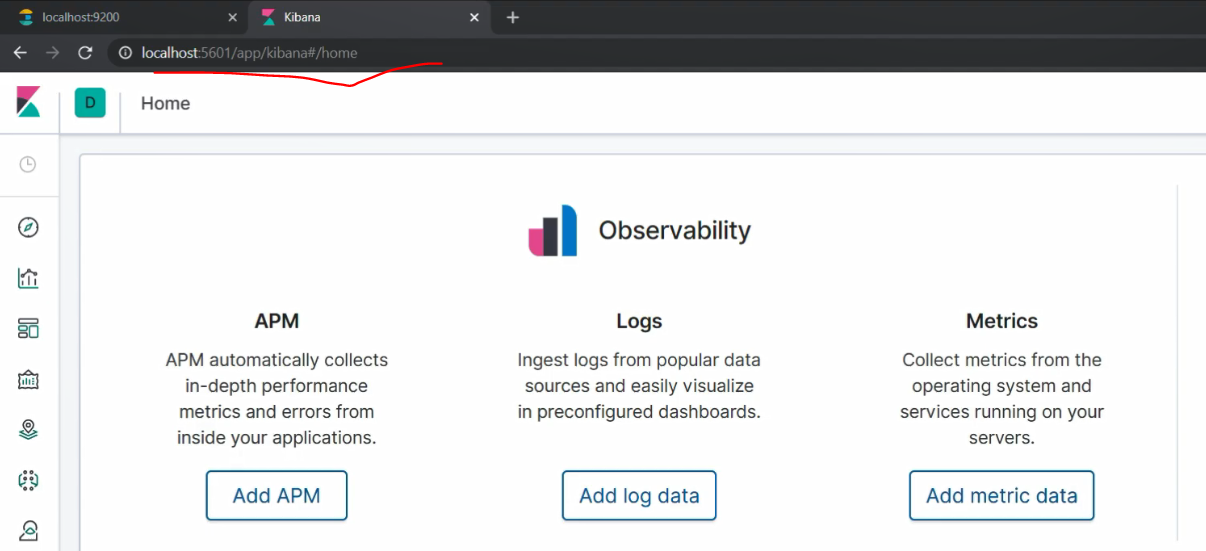 localhost:9200
Kibana
localhost:5601/app/kibana#/home
D
Home
Observability
APM
APM automatically collects
in-depth performance
metrics and errors from
inside your applications.
Add APM
Logs
Ingest logs from popular data
sources and easily visualize
in preconfigured dashboards.
Add log data
Metrics
Collect metrics from the
operating system and
services running on your
servers.
Add metric data